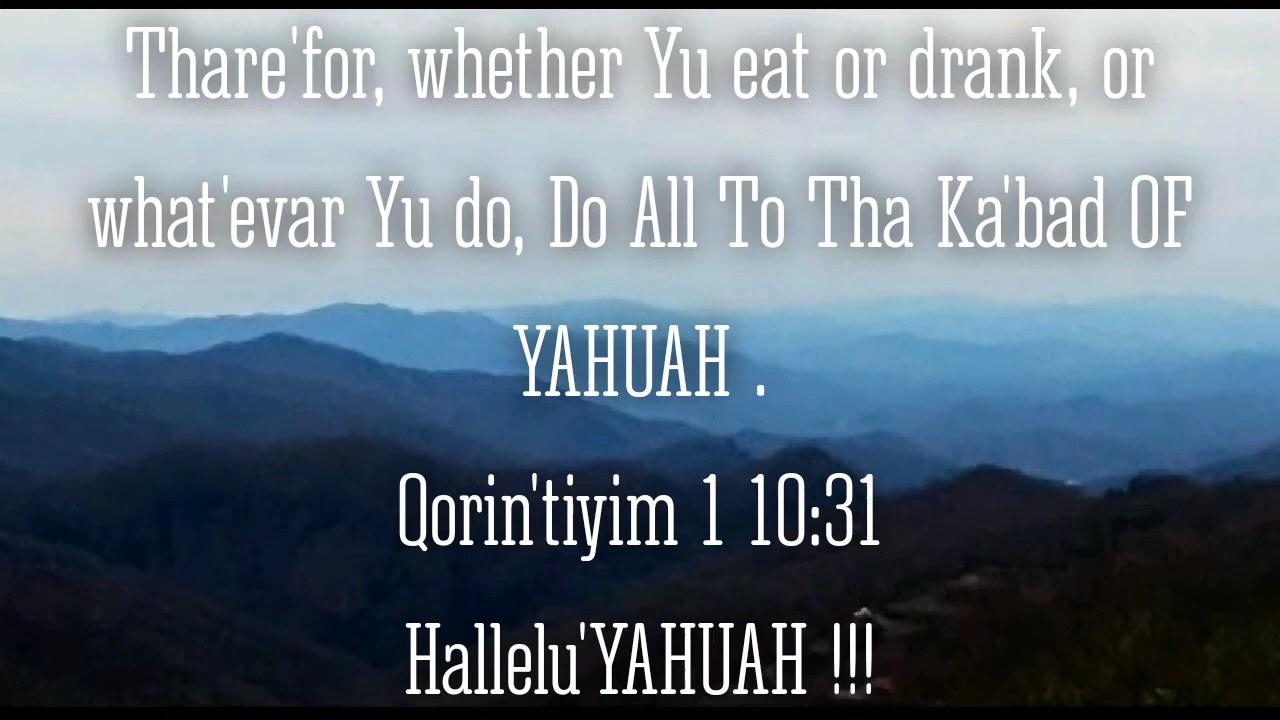 Thare'for, whether Yu eat or drank, or
what'evar Yu do, Do All To Tha Ka'bad OF
YAHUAH .
Qorin'tiyim 1 10:31
Hallelu'YAHUAH !!!